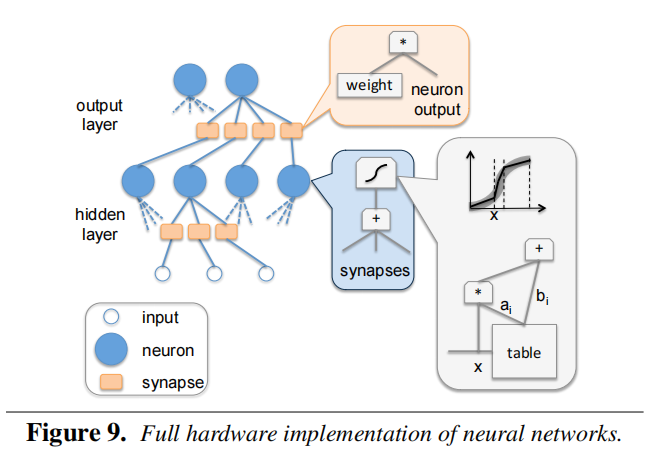 output
layer
hidden
layer
*
weight
neuron
output
+
synapses
x
+
*
a_i
b_i
x
table
input
neuron
synapse
Figure 9. Full hardware implementation of neural networks.